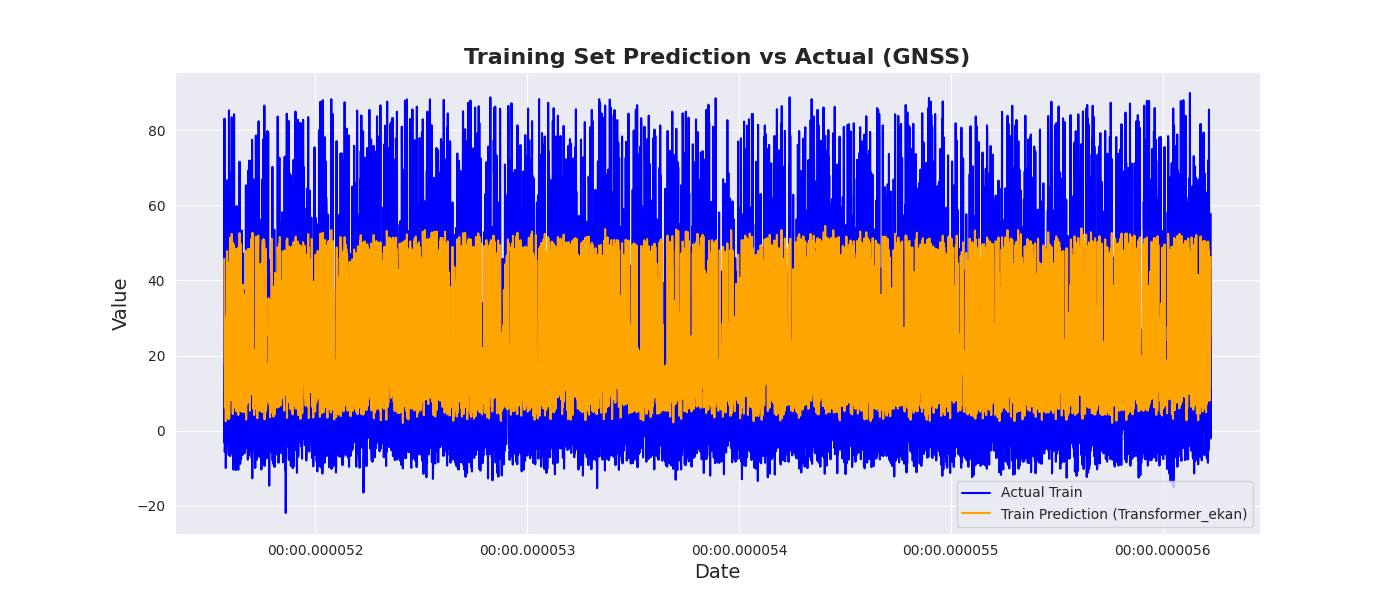 Training Set Prediction vs Actual (GNSS)
Value
80
60
40
20
0
−20
Actual Train
Train Prediction (Transformer_ekan)
00:00.000052
00:00.000053
00:00.000054
00:00.000055
00:00.000056
Date